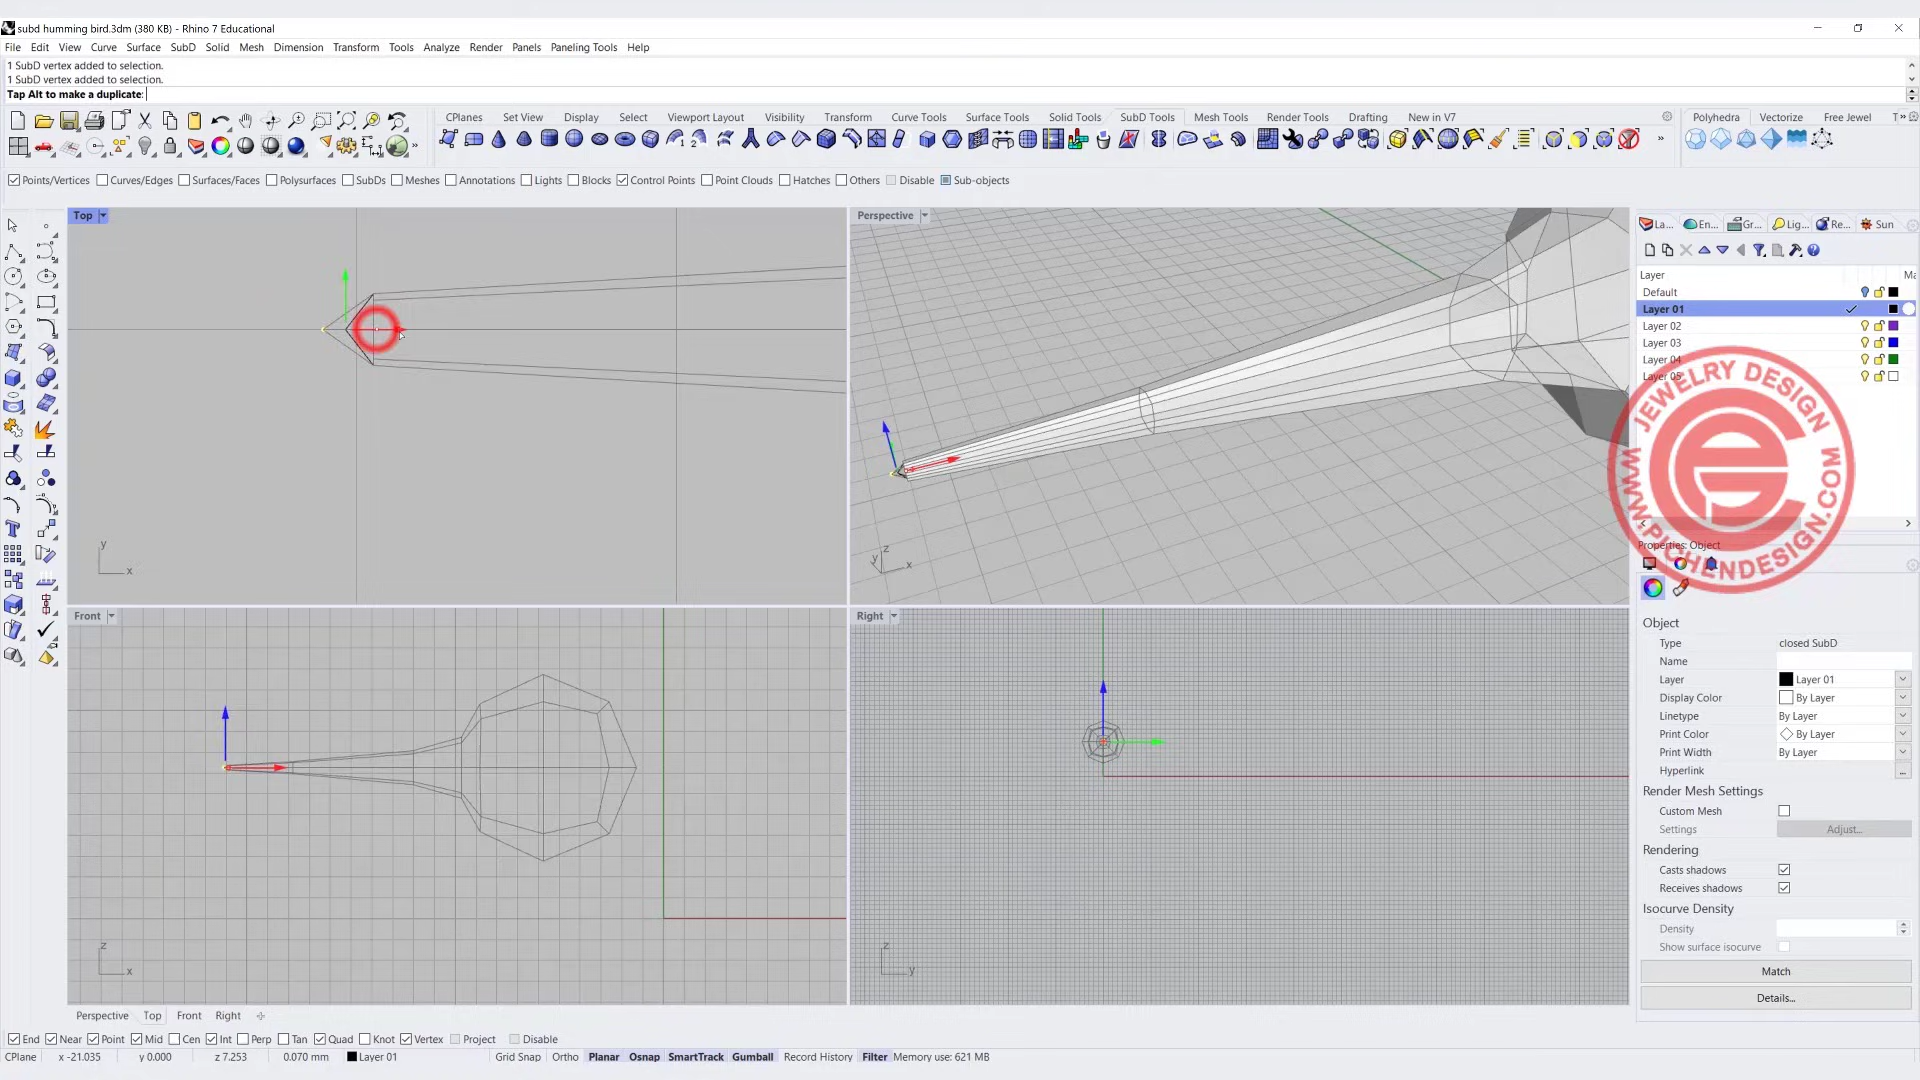 subd humming bird.3dm (380 KB) - Rhino 7 Educational
File Edit View Curve Surface SubD Solid Mesh Dimension Transform Tools Analyze Render Panels Paneling Tools Help
1 SubD vertex added to selection.
1 SubD vertex added to selection.
Tap Alt to make a duplicate:
CPlanes Set View Display Select Viewport Layout Visibility Transform Curve Tools Surface Tools Solid Tools SubD Tools Mesh Tools Render Tools Drafting New in V7 Polyhedra Vectorize Free Jewel T
Points/Vertices Curves/Edges Surfaces/Faces Polysurfaces SubDs Meshes Annotations Lights Blocks Control Points Point Clouds Hatches Others Disable Sub-objects
Top
Perspective
La... En... Gr... Lig... Re... Sun
Layer Ma
Default
Layer 01
Layer 02
Layer 03
Layer 04
Layer 05
JEWELRY DESIGN
WWW.PJCHENDESIGN.COM
y
x
z
y
x
Front
Right
z
x
z
y
Properties: Object
Object
Type closed SubD
Name
Layer Layer 01
Display Color By Layer
Linetype By Layer
Print Color By Layer
Print Width By Layer
Hyperlink ...
Render Mesh Settings
Custom Mesh
Settings Adjust...
Rendering
Casts shadows
Receives shadows
Isocurve Density
Density
Show surface isocurve
Match
Details...
Perspective Top Front Right
End Near Point Mid Cen Int Perp Tan Quad Knot Vertex Project Disable
CPlane x -21.035 y 0.000 z 7.253 0.070 mm Layer 01 Grid Snap Ortho Planar Osnap SmartTrack Gumball Record History Filter Memory use: 621 MB